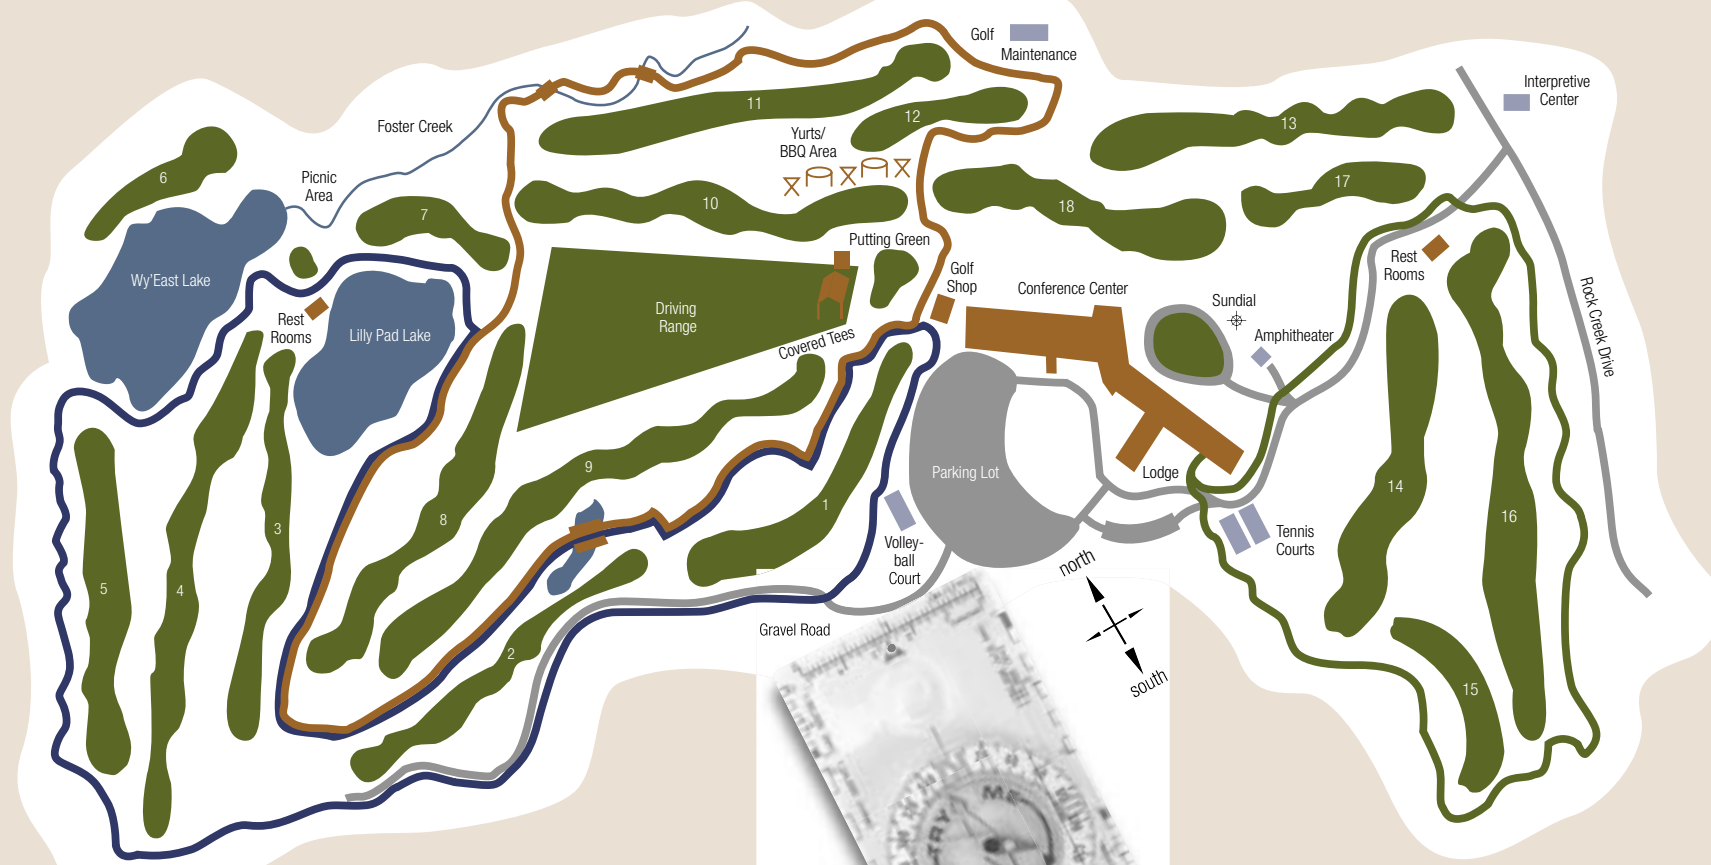 Golf
Maintenance
Interpretive
Center
11
12
13
Foster Creek
Yurts/
BBQ Area
6
Picnic
Area
17
7
10
18
Putting Green
Rest
Rooms
Wy'East Lake
Golf
Shop
Conference Center
Sundial
Rock Creek Drive
Driving
Range
Rest
Rooms
Lilly Pad Lake
Covered Tees
Amphitheater
9
Parking Lot
Lodge
14
1
8
3
16
Volley-
ball
Court
Tennis
Courts
5
4
north
Gravel Road
2
south
15
ME
TRY